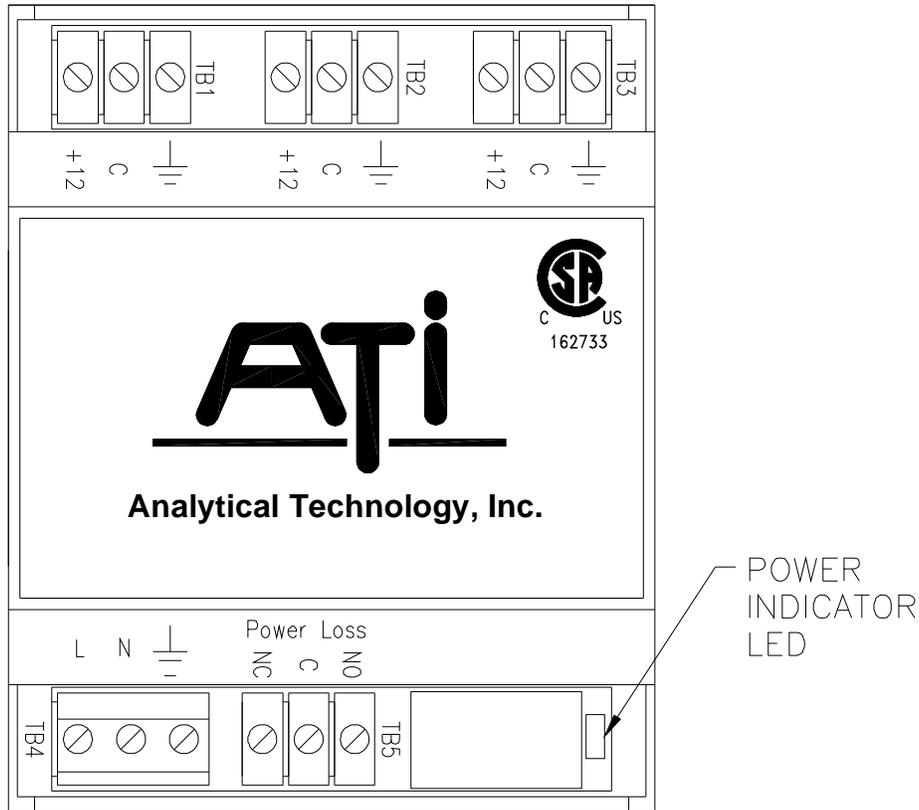 TB1
TB2
TB3
+12 C
+12 C
+12 C
C SA US
162733
ATi
Analytical Technology, Inc.
POWER
INDICATOR
LED
L N
Power Loss
NC C NO
TB4
TB5